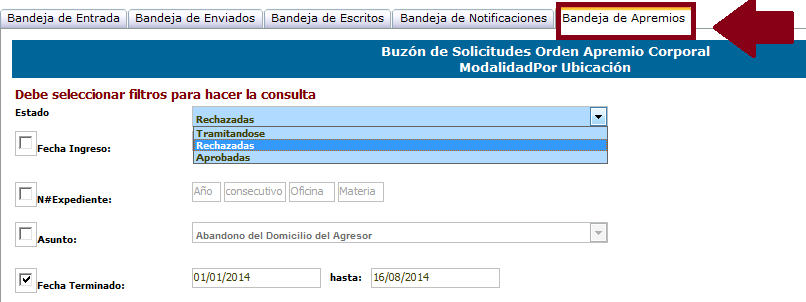 Bandeja de Entrada Bandeja de Enviados Bandeja de Escritos Bandeja de Notificaciones Bandeja de Apremios
Buzón de Solicitudes Orden Apremio Corporal
ModalidadPor Ubicación
Debe seleccionar filtros para hacer la consulta
Estado Rechazadas
Tramitandose
Rechazadas
Aprobadas
Fecha Ingreso:
N#Expediente: Año consecutivo Oficina Materia
Asunto: Abandono del Domicilio del Agresor
Fecha Terminado: 01/01/2014 hasta: 16/08/2014